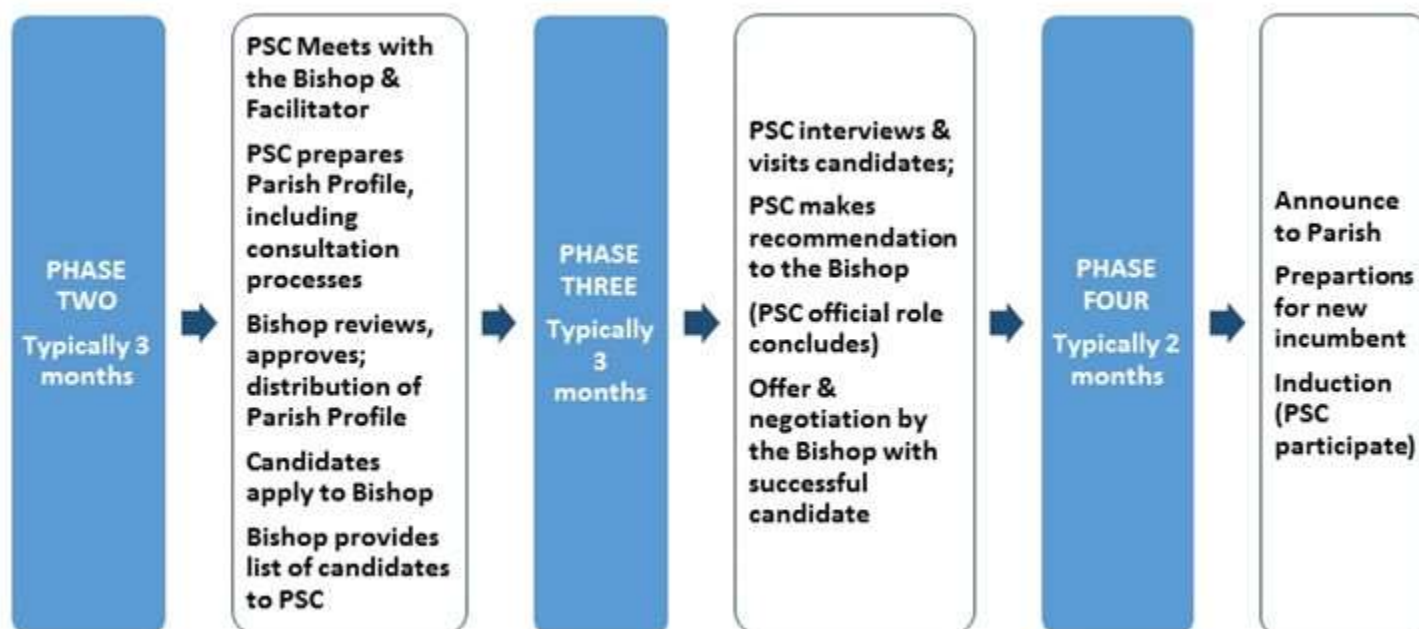 PHASE
TWO
Typically 3
months
PSC Meets with
the Bishop &
Facilitator
PSC prepares
Parish Profile,
including
consultation
processes
Bishop reviews,
approves;
distribution of
Parish Profile
Candidates
apply to Bishop
Bishop provides
list of candidates
to PSC
PHASE
THREE
Typically
3
months
PSC interviews &
visits candidates;
PSC makes
recommendation
to the Bishop
(PSC official role
concludes)
Offer &
negotiation by
the Bishop with
successful
candidate
PHASE
FOUR
Typically 2
months
Announce
to Parish
Prepartions
for new
incumbent
Induction
(PSC
participate)